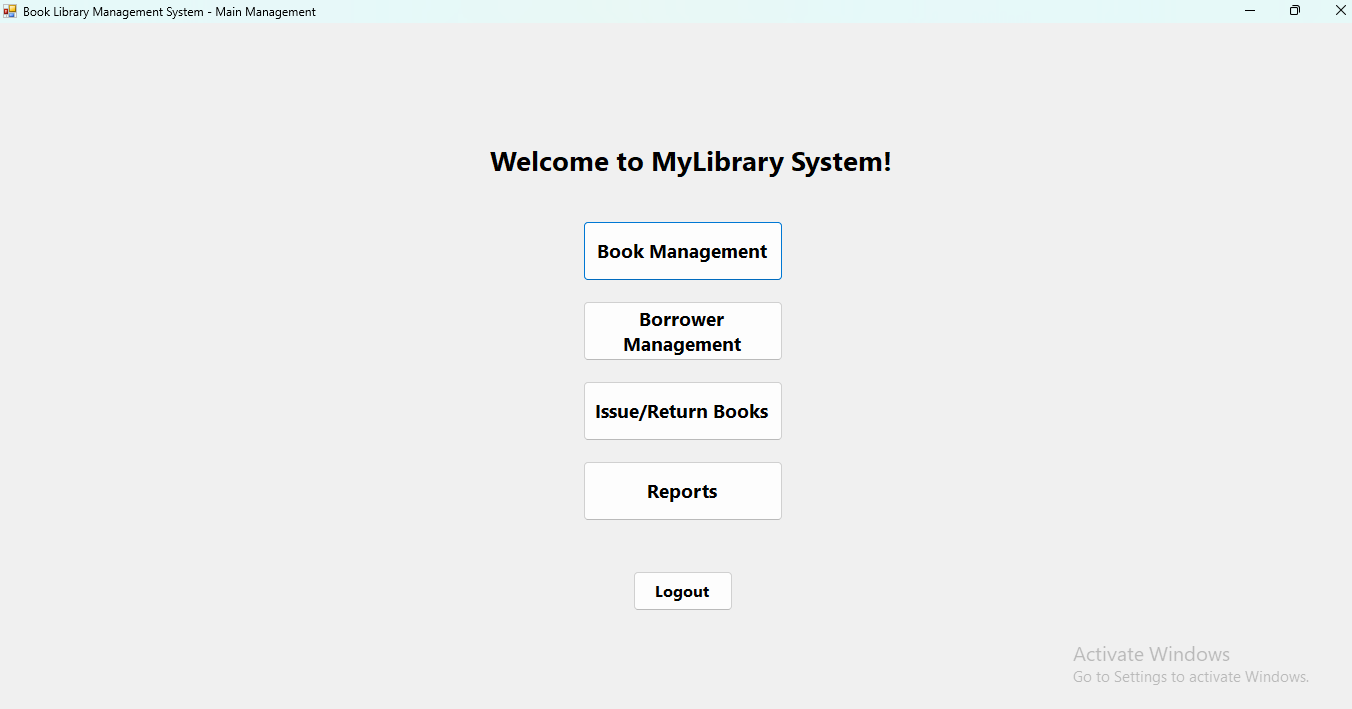 Book Library Management System - Main Management
Welcome to MyLibrary System!
Book Management
Borrower
Management
Issue/Return Books
Reports
Logout
Activate Windows
Go to Settings to activate Windows.